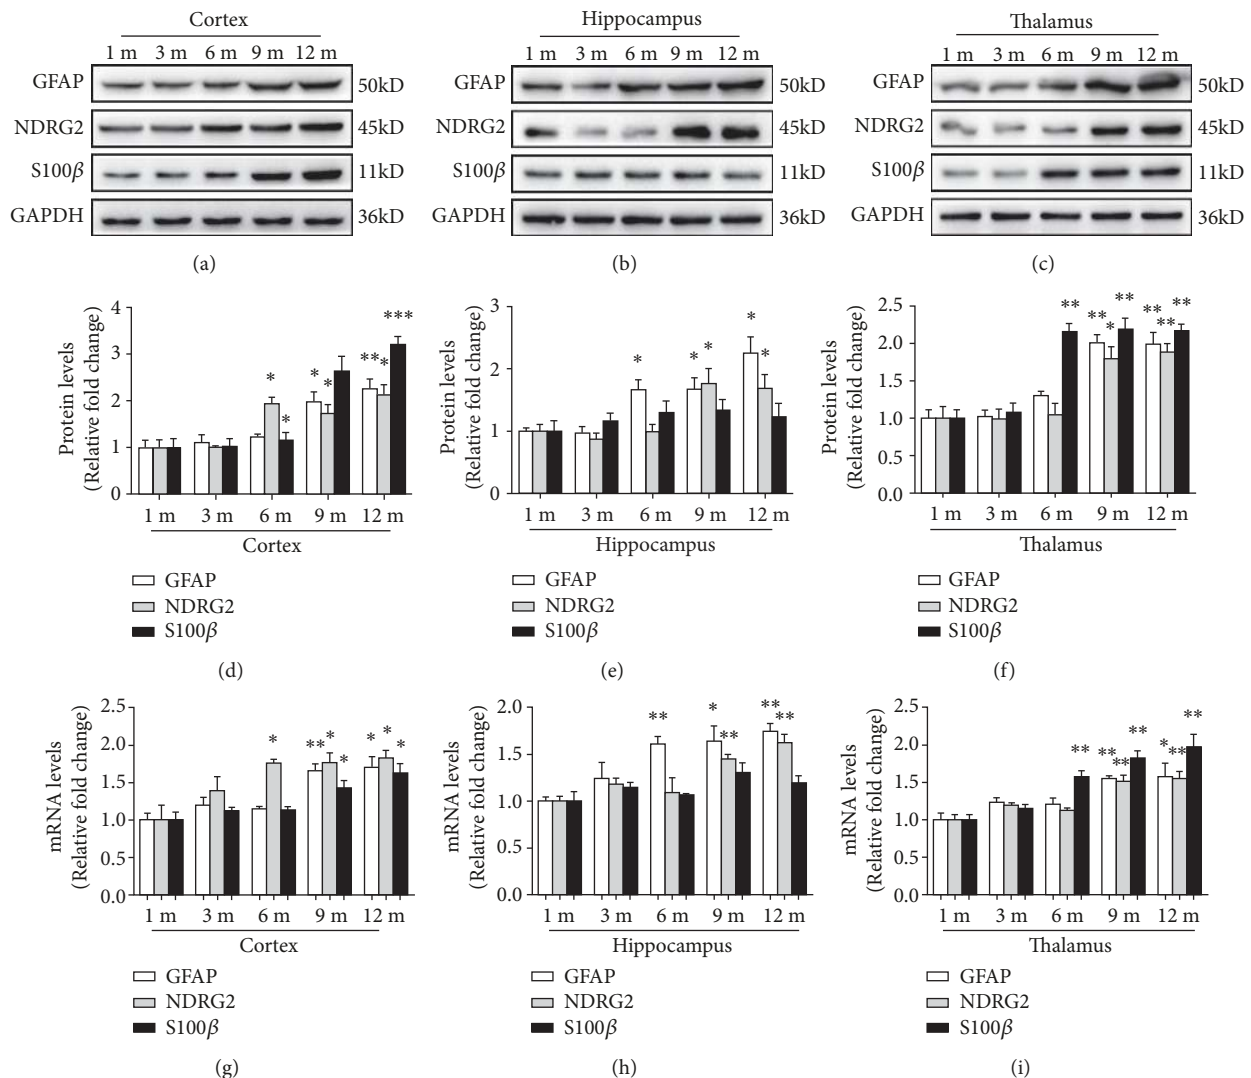 Cortex
1 m 3 m 6 m 9 m 12 m
GFAP 50kD
NDRG2 45kD
S100β 11kD
GAPDH 36kD
(a)
Hippocampus
1 m 3 m 6 m 9 m 12 m
GFAP 50kD
NDRG2 45kD
S100β 11kD
GAPDH 36kD
(b)
Thalamus
1 m 3 m 6 m 9 m 12 m
GFAP 50kD
NDRG2 45kD
S100β 11kD
GAPDH 36kD
(c)
Protein levels
(Relative fold change)
4
3
2
1
0
* * * * * ** * ***
1 m 3 m 6 m 9 m 12 m
Cortex
GFAP
NDRG2
S100β
(d)
Protein levels
(Relative fold change)
3
2
1
0
* * * * *
1 m 3 m 6 m 9 m 12 m
Hippocampus
GFAP
NDRG2
S100β
(e)
Protein levels
(Relative fold change)
2.5
2.0
1.5
1.0
0.5
0.0
** ** * ** ** ** **
1 m 3 m 6 m 9 m 12 m
Thalamus
GFAP
NDRG2
S100β
(f)
mRNA levels
(Relative fold change)
2.5
2.0
1.5
1.0
0.5
0.0
* ** * * * * *
1 m 3 m 6 m 9 m 12 m
Cortex
GFAP
NDRG2
S100β
(g)
mRNA levels
(Relative fold change)
2.0
1.5
1.0
0.5
0.0
** * ** ** **
1 m 3 m 6 m 9 m 12 m
Hippocampus
GFAP
NDRG2
S100β
(h)
mRNA levels
(Relative fold change)
2.5
2.0
1.5
1.0
0.5
0.0
** ** ** ** * ** **
1 m 3 m 6 m 9 m 12 m
Thalamus
GFAP
NDRG2
S100β
(i)